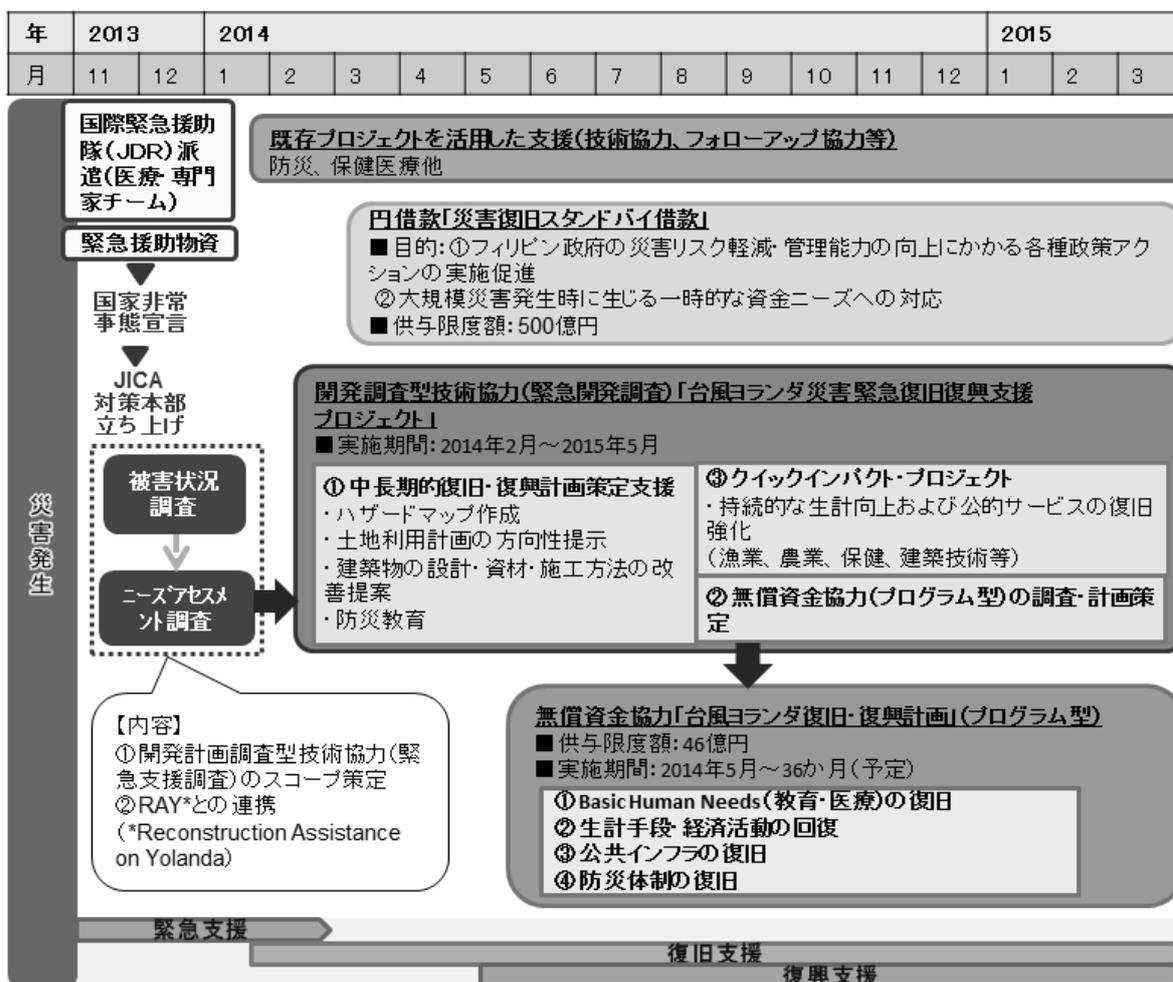 年 2013 2014 2015
月 11 12 1 2 3 4 5 6 7 8 9 10 11 12 1 2 3
災害発生
国際緊急援助
隊(JDR)派
遣(医療・専門
家チーム)
緊急援助物資
国家非常
事態宣言
JICA
対策本部
立ち上げ
被害状況
調査
ニーズアセスメ
ント調査
【内容】
①開発計画調査型技術協力(緊
急支援調査)のスコープ策定
②RAY*との連携
(*Reconstruction Assistance
on Yolanda)
既存プロジェクトを活用した支援(技術協力、フォローアップ協力等)
防災、保健医療他
円借款「災害復旧スタンドバイ借款」
■目的:①フィリピン政府の災害リスク軽減・管理能力の向上にかかる各種政策アク
ションの実施促進
②大規模災害発生時に生じる一時的な資金ニーズへの対応
■供与限度額:500億円
開発調査型技術協力(緊急開発調査)「台風ヨランダ災害緊急復旧復興支援
プロジェクト」
■実施期間:2014年2月~2015年5月
①中長期的復旧・復興計画策定支援
・ハザードマップ作成
・土地利用計画の方向性提示
・建築物の設計・資材・施工方法の改
善提案
・防災教育
③クイックインパクト・プロジェクト
・持続的な生計向上および公的サービスの復旧
強化
(漁業、農業、保健、建築技術等)
②無償資金協力(プログラム型)の調査・計画策
定
無償資金協力「台風ヨランダ復旧・復興計画」(プログラム型)
■供与限度額:46億円
■実施期間:2014年5月~36か月(予定)
①Basic Human Needs(教育・医療)の復旧
②生計手段・経済活動の回復
③公共インフラの復旧
④防災体制の復旧
緊急支援
復旧支援
復興支援